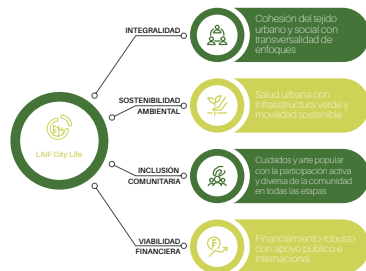 INTEGRALIDAD
Cohesión del tejido
urbano y social con
transversalidad de
enfoques
SOSTENIBILIDAD
AMBIENTAL
Salud urbana con
infraestructura verde y
movilidad sostenible
LAIF City Life
INCLUSIÓN
COMUNITARIA
Cuidados y arte popular
con la participación activa
y diversa de la comunidad
en todas las etapas
VIABILIDAD
FINANCIERA
Financiamiento robusto
con apoyo público e
internacional